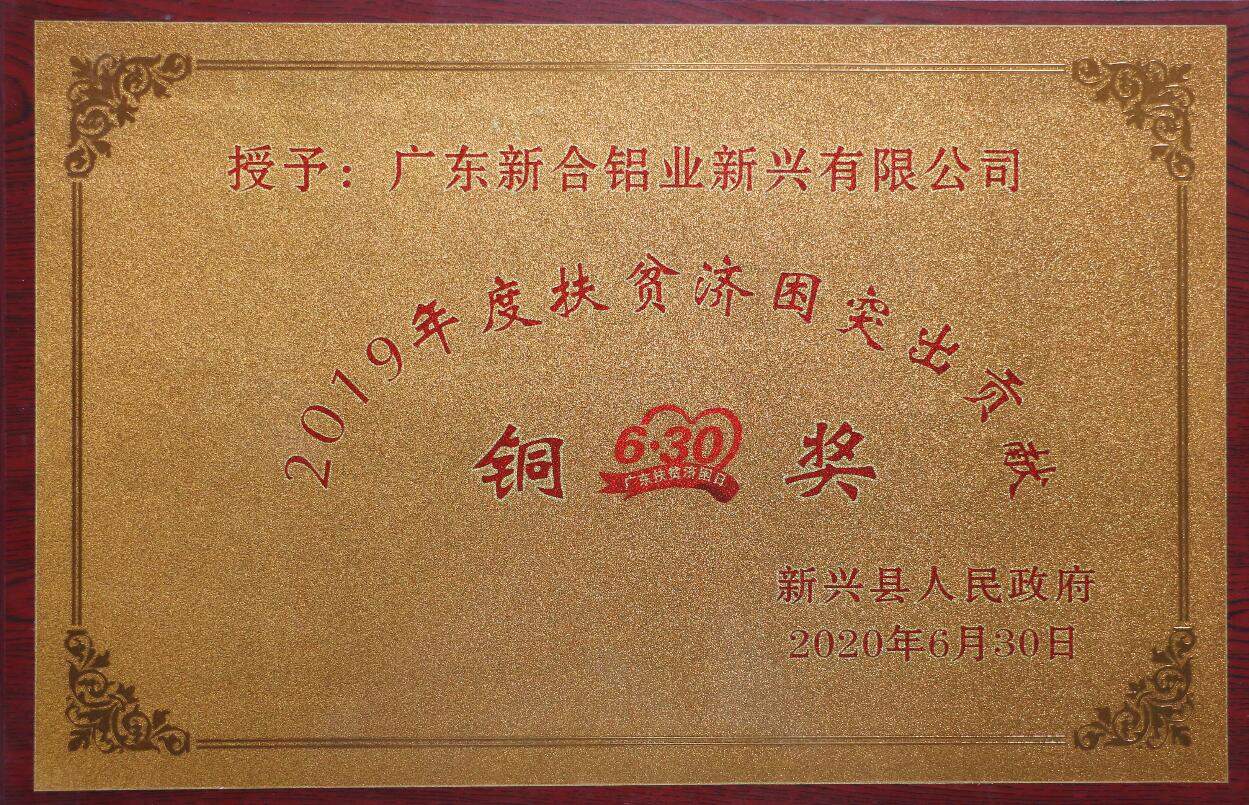 授予：广东新合铝业新兴有限公司
2019年度扶贫济困突出贡献
铜 奖
6·30
广东扶贫济困日
新兴县人民政府
2020年6月30日